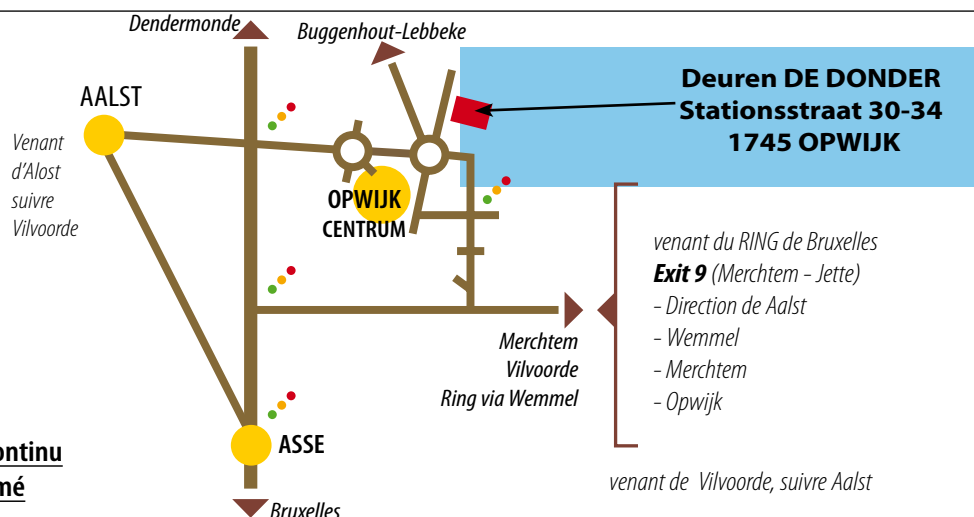 Dendermonde
Buggenhout-Lebbeke
AALST
Venant
d'Alost
suivre
Vilvoorde
Deuren DE DONDER
Stationsstraat 30-34
1745 OPWIJK
OPWIJK
CENTRUM
venant du RING de Bruxelles
Exit 9 (Merchtem - Jette)
- Direction de Aalst
- Wemmel
- Merchtem
- Opwijk
Merchtem
Vilvoorde
Ring via Wemmel
ASSE
venant de Vilvoorde, suivre Aalst
Bruxelles